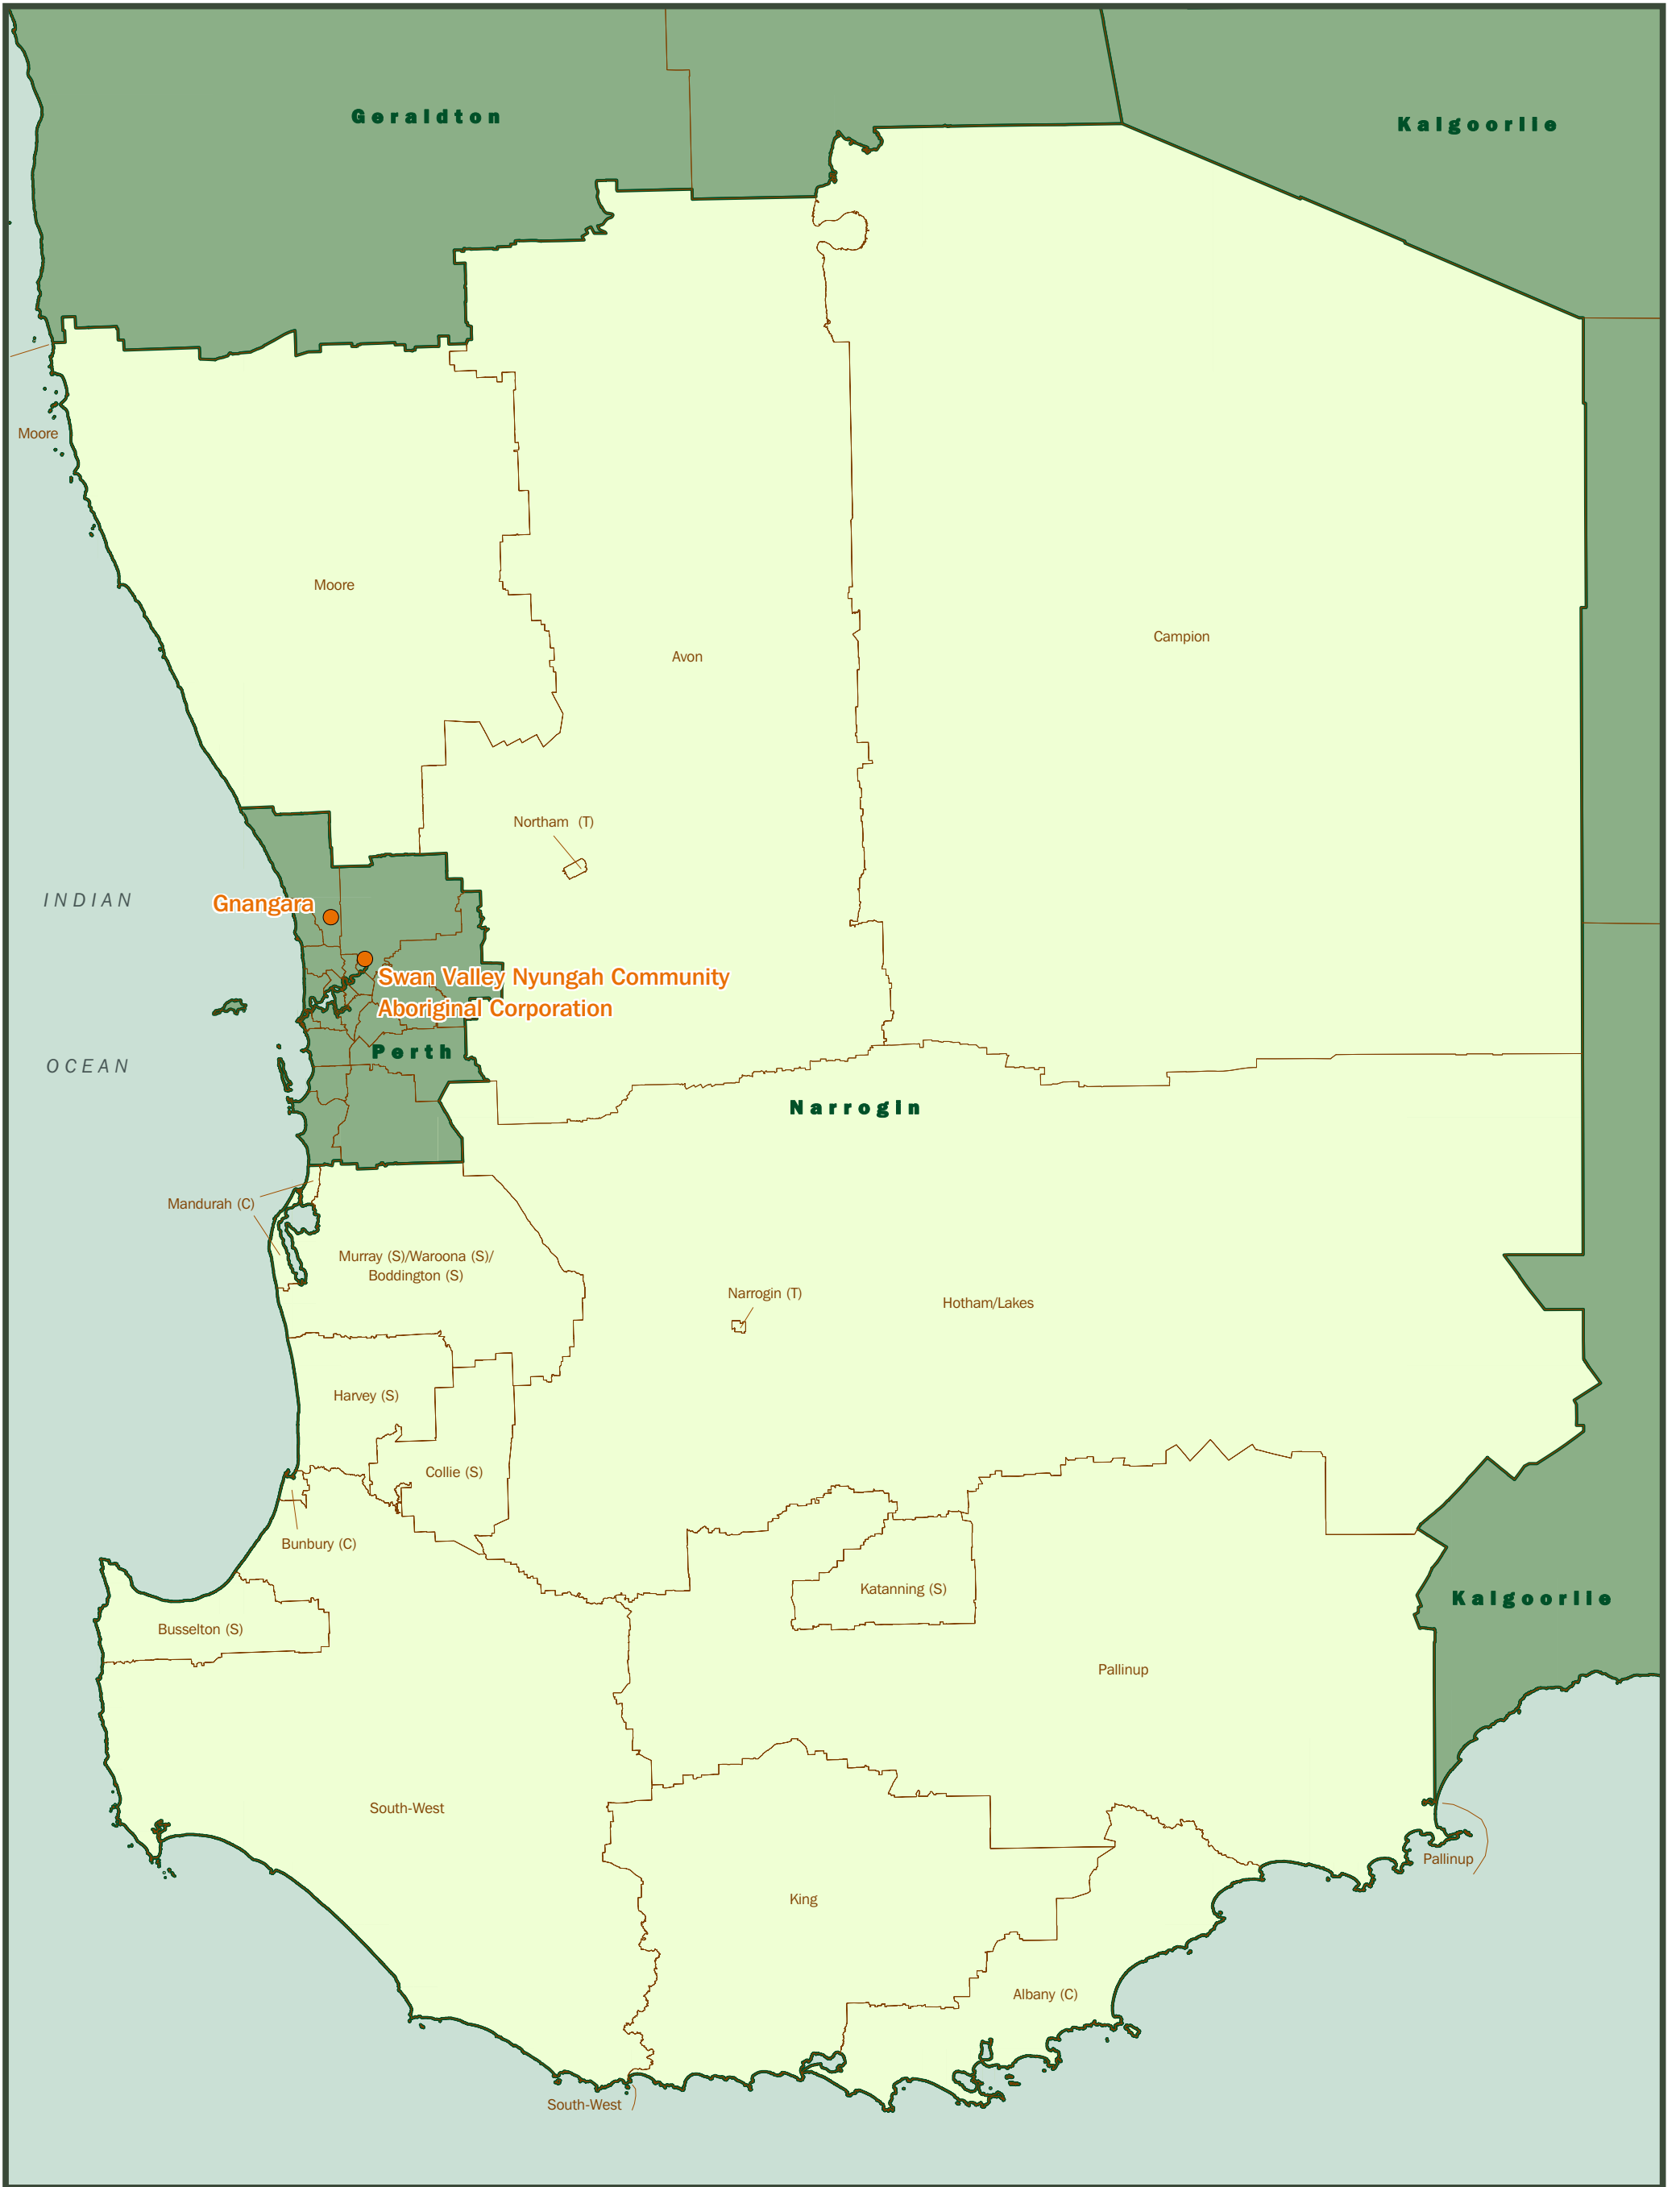 Geraldton
Kalgoorlie
Moore
Moore
Campion
Avon
Northam (T)
INDIAN
Gnangara
Swan Valley Nyungah Community
Aboriginal Corporation
Perth
OCEAN
Narrogin
Mandurah (C)
Murray (S)/Waroona (S)/
Boddington (S)
Narrogin (T)
Hotham/Lakes
Harvey (S)
Collie (S)
Bunbury (C)
Katanning (S)
Kalgoorlie
Busselton (S)
Pallinup
South-West
Pallinup
King
Albany (C)
South-West